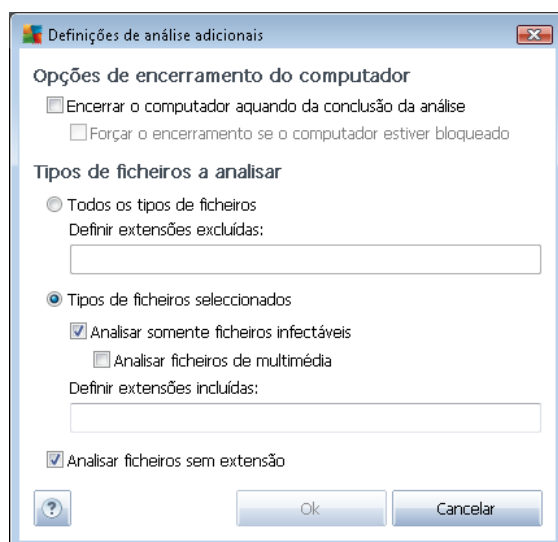 Definições de análise adicionais
Opções de encerramento do computador
Encerrar o computador aquando da conclusão da análise
Forçar o encerramento se o computador estiver bloqueado
Tipos de ficheiros a analisar
Todos os tipos de ficheiros
Definir extensões excluídas:
Tipos de ficheiros seleccionados
Analisar somente ficheiros infectáveis
Analisar ficheiros de multimédia
Definir extensões incluídas:
Analisar ficheiros sem extensão
? Ok Cancelar